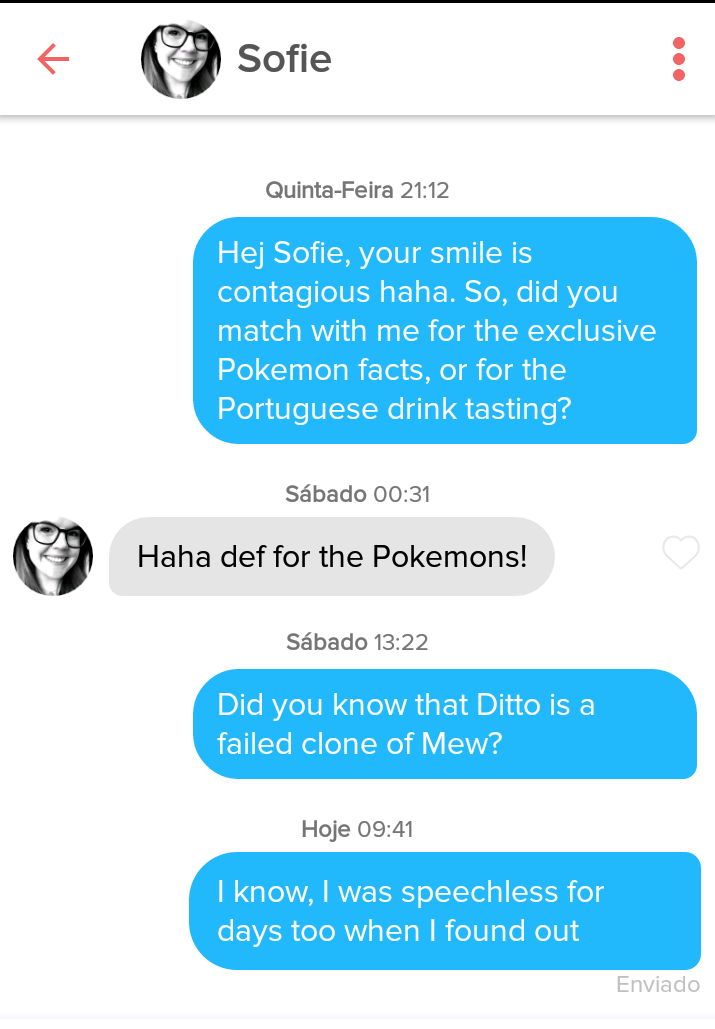 Sofie
Quinta-Feira 21:12
Hej Sofie, your smile is
contagious haha. So, did you
match with me for the exclusive
Pokemon facts, or for the
Portuguese drink tasting?
Sábado 00:31
Haha def for the Pokemons!
Sábado 13:22
Did you know that Ditto is a
failed clone of Mew?
Hoje 09:41
I know, I was speechless for
days too when I found out
Enviado